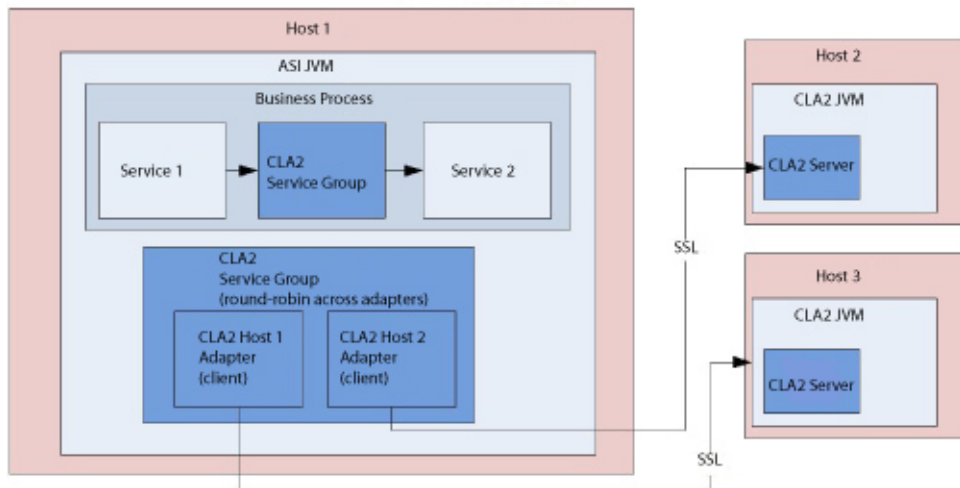 Host 1
ASI JVM
Business Process
Service 1
CLA2
Service Group
Service 2
CLA2
Service Group
(round-robin across adapters)
CLA2 Host 1
Adapter
(client)
CLA2 Host 2
Adapter
(client)
SSL
SSL
Host 2
CLA2 JVM
CLA2 Server
Host 3
CLA2 JVM
CLA2 Server